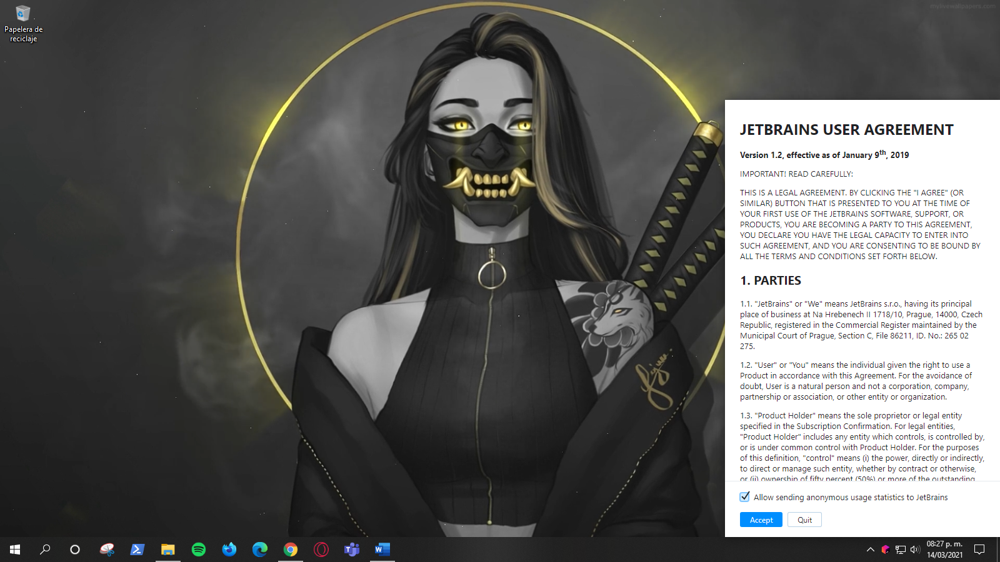 mylivewallpapers.com
Papelera de
reciclaje
JETBRAINS USER AGREEMENT
Version 1.2, effective as of January 9th, 2019
IMPORTANT! READ CAREFULLY:
THIS IS A LEGAL AGREEMENT. BY CLICKING THE "I AGREE" (OR
SIMILAR) BUTTON THAT IS PRESENTED TO YOU AT THE TIME OF
YOUR FIRST USE OF THE JETBRAINS SOFTWARE, SUPPORT, OR
PRODUCTS, YOU ARE BECOMING A PARTY TO THIS AGREEMENT,
YOU DECLARE YOU HAVE THE LEGAL CAPACITY TO ENTER INTO
SUCH AGREEMENT, AND YOU ARE CONSENTING TO BE BOUND BY
ALL THE TERMS AND CONDITIONS SET FORTH BELOW.
1. PARTIES
1.1. "JetBrains" or "We" means JetBrains s.r.o., having its principal
place of business at Na Hrebenech II 1718/10, Prague, 14000, Czech
Republic, registered in the Commercial Register maintained by the
Municipal Court of Prague, Section C, File 86211, ID. No.: 265 02
275.
1.2. "User" or "You" means the individual given the right to use a
Product in accordance with this Agreement. For the avoidance of
doubt, User is a natural person and not a corporation, company,
partnership or association, or other entity or organization.
1.3. "Product Holder" means the sole proprietor or legal entity
specified in the Subscription Confirmation. For legal entities,
"Product Holder" includes any entity which controls, is controlled by,
or is under common control with Product Holder. For the purposes
of this definition, "control" means (i) the power, directly or indirectly,
to direct or manage such entity, whether by contract or otherwise,
or (ii) ownership of fifty percent (50%) or more of the outstanding
Allow sending anonymous usage statistics to JetBrains
Accept
Quit
08:27 p. m.
14/03/2021